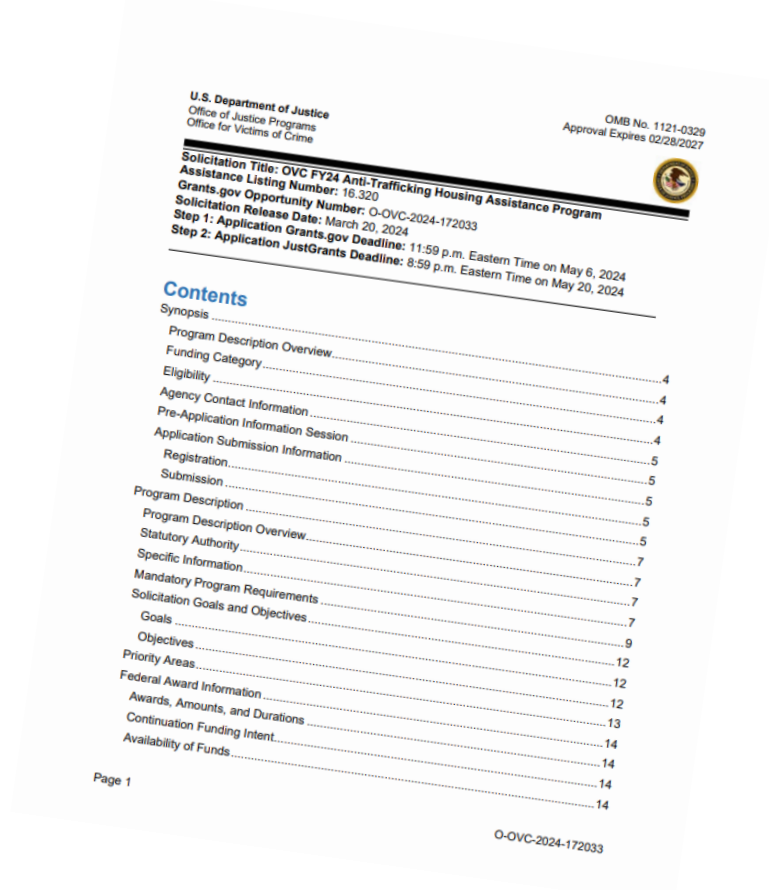 U.S. Department of Justice
Office of Justice Programs
Office for Victims of Crime
OMB No. 1121-0329
Approval Expires 02/28/2027
Solicitation Title: OVC FY24 Anti-Trafficking Housing Assistance Program
Assistance Listing Number: 16.320
Grants.gov Opportunity Number: O-OVC-2024-172033
Solicitation Release Date: March 20, 2024
Step 1: Application Grants.gov Deadline: 11:59 p.m. Eastern Time on May 6, 2024
Step 2: Application JustGrants Deadline: 8:59 p.m. Eastern Time on May 20, 2024
Contents
Synopsis ........ 4
Program Description Overview ........ 4
Funding Category ........ 4
Eligibility ........ 4
Agency Contact Information ........ 5
Pre-Application Information Session ........ 5
Application Submission Information ........ 5
Registration ........ 5
Submission ........ 5
Program Description ........ 7
Program Description Overview ........ 7
Statutory Authority ........ 7
Specific Information ........ 7
Mandatory Program Requirements ........ 9
Solicitation Goals and Objectives ........ 12
Goals ........ 12
Objectives ........ 12
Priority Areas ........ 13
Federal Award Information ........ 14
Awards, Amounts, and Durations ........ 14
Continuation Funding Intent ........ 14
Availability of Funds ........ 14
Page 1
O-OVC-2024-172033